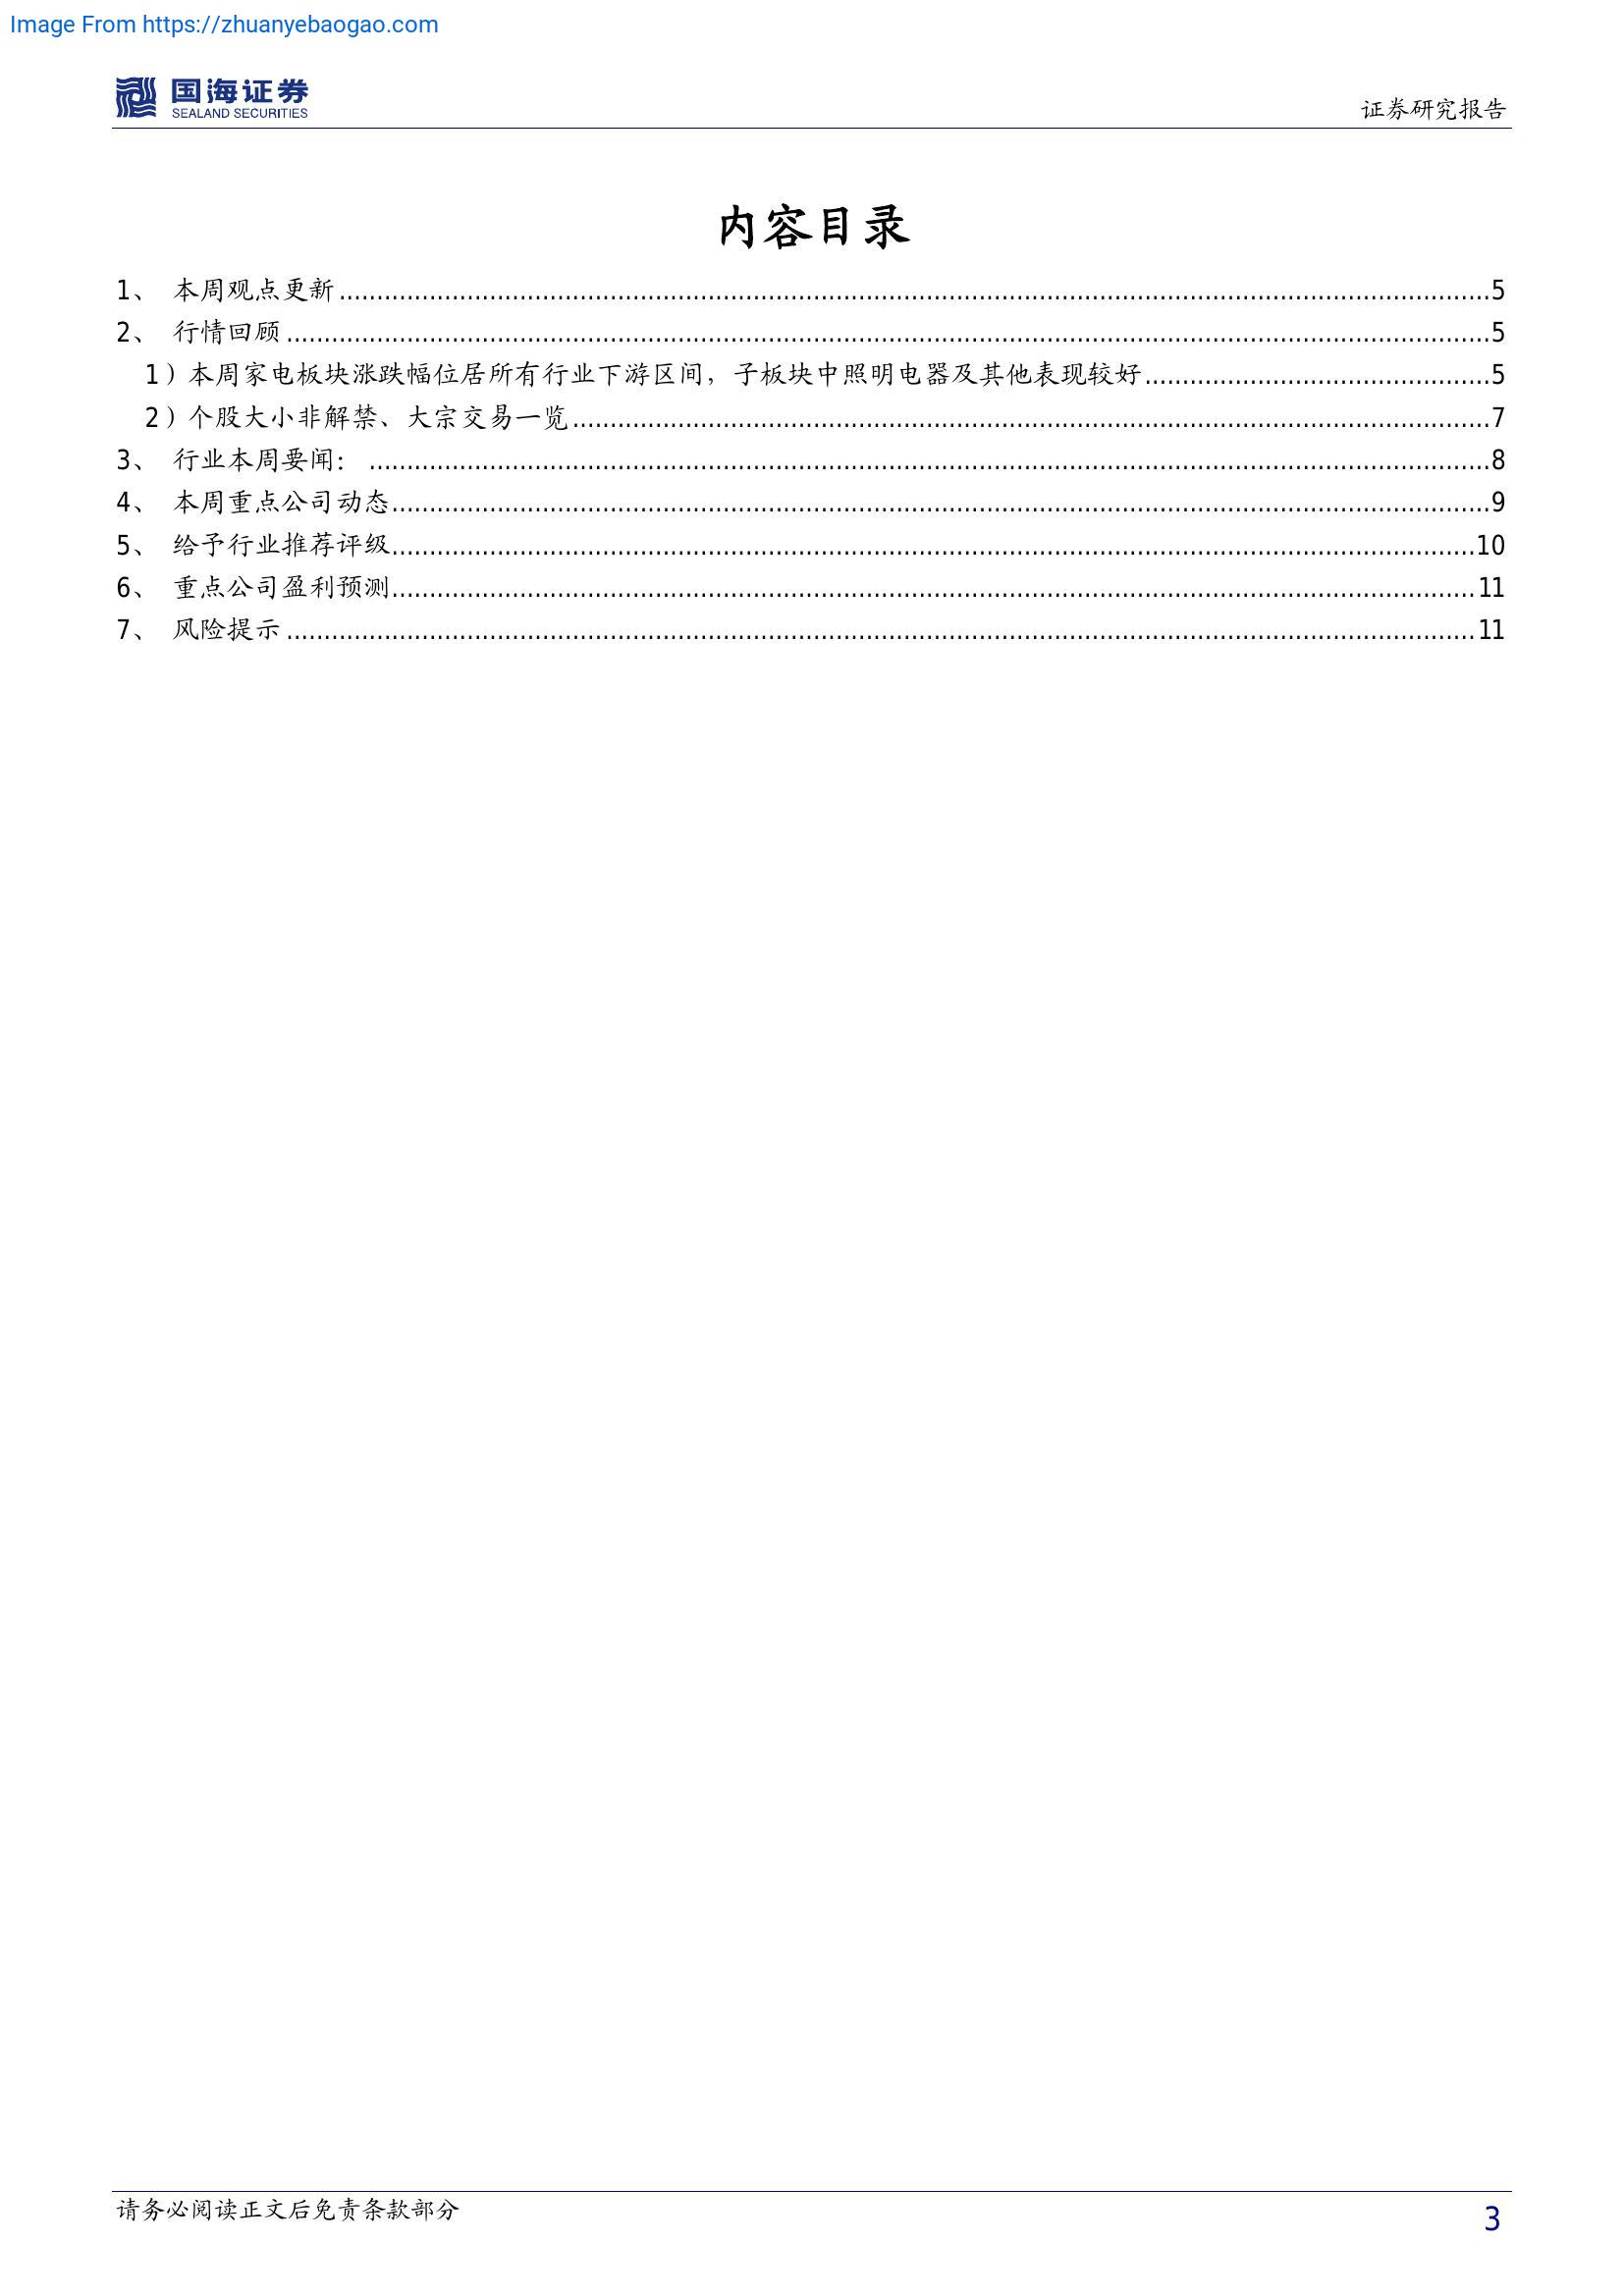 Image From https://zhuanyebaogao.com
国海证券
SEALAND SECURITIES
证券研究报告
内容目录
1、 本周观点更新........................................5
2、 行情回顾........................................5
1）本周家电板块涨跌幅位居所有行业下游区间，子板块中照明电器及其他表现较好........................................5
2）个股大小非解禁、大宗交易一览........................................7
3、 行业本周要闻： ........................................8
4、 本周重点公司动态........................................9
5、 给予行业推荐评级........................................10
6、 重点公司盈利预测........................................11
7、 风险提示........................................11
请务必阅读正文后免责条款部分
3